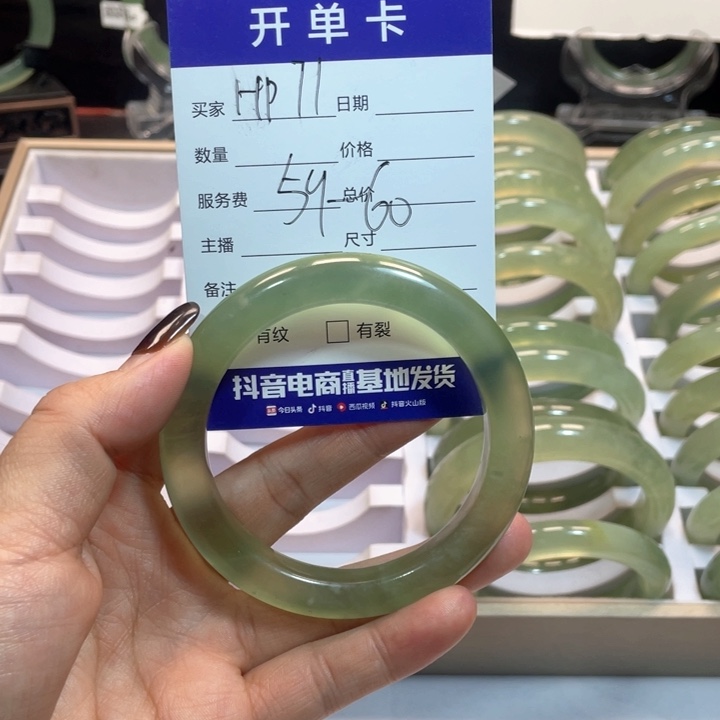 开单卡
买家 HP 71 日期
数量 价格
服务费 54-60 总价
主播 尺寸
备注
有纹 有裂
抖音电商直播基地发货
今日头条 抖音 西瓜视频 抖音火山版